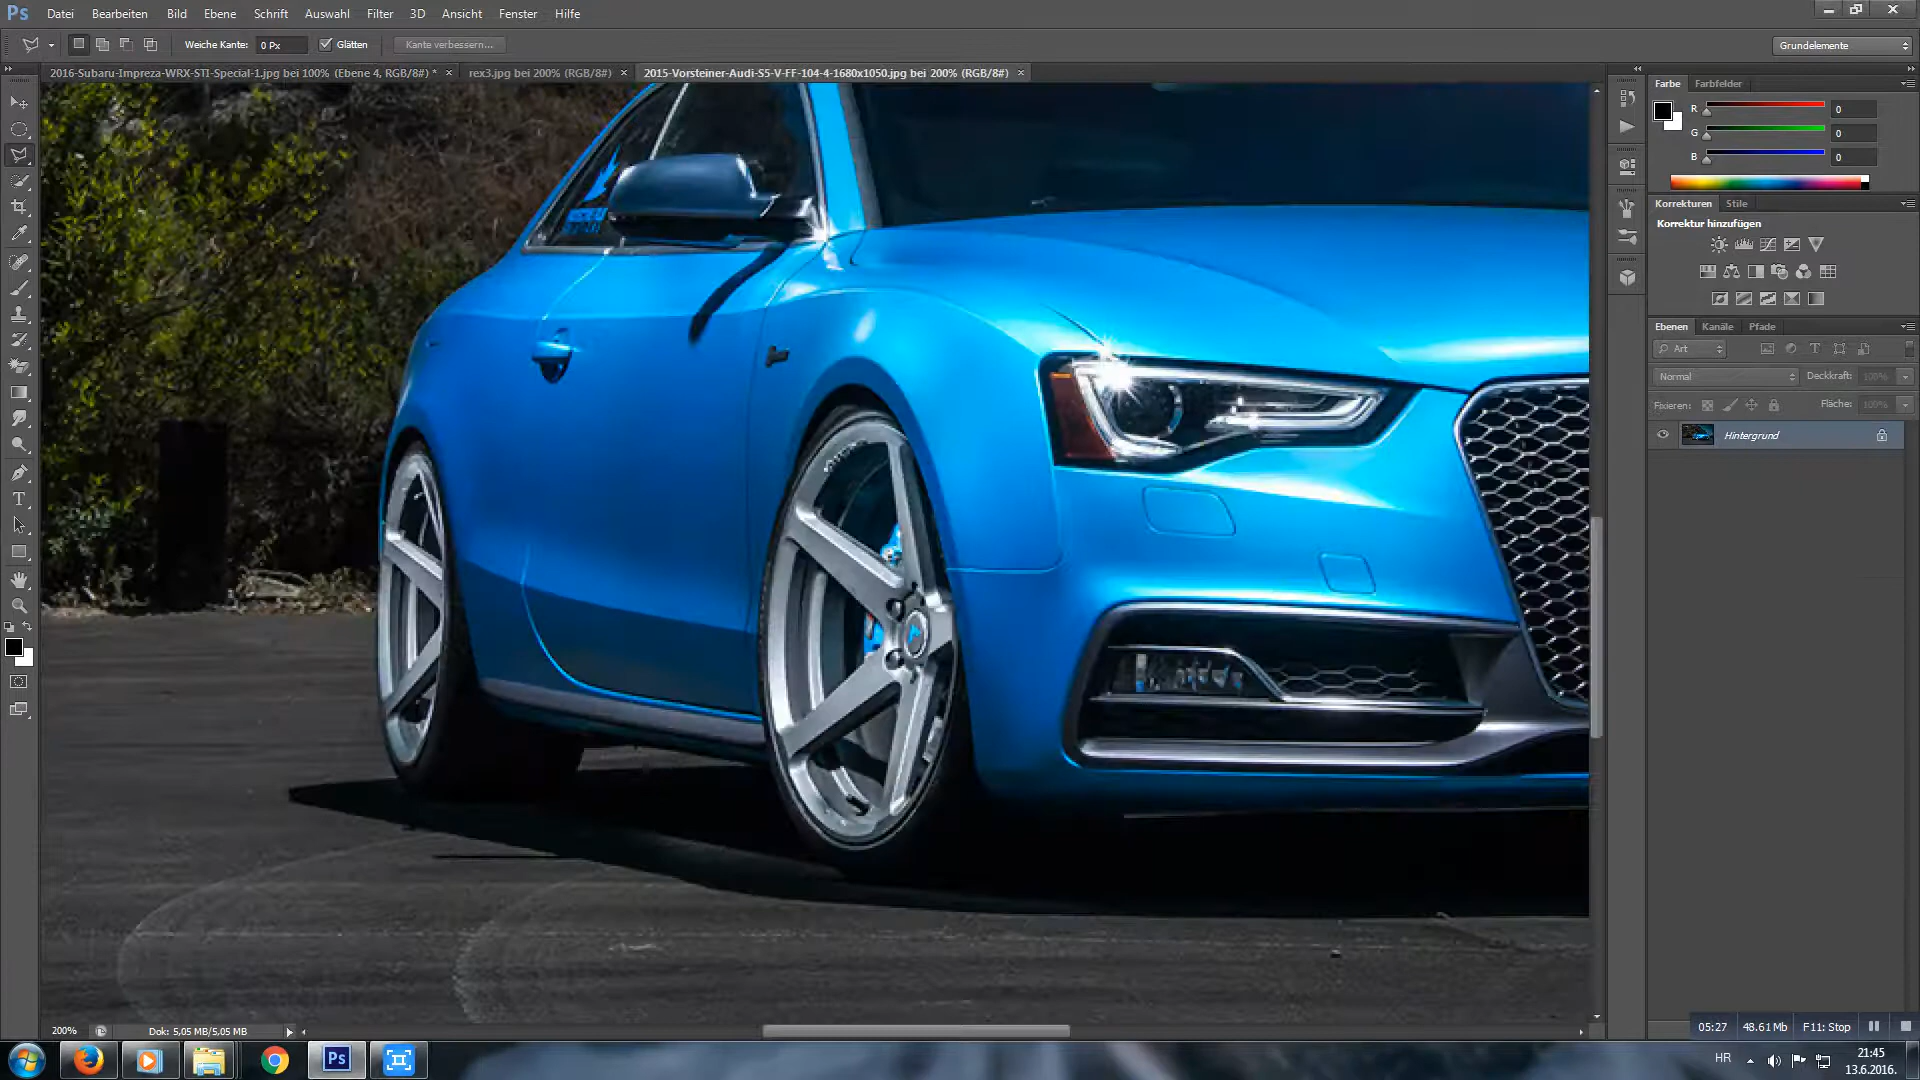 Ps Datei Bearbeiten Bild Ebene Schrift Auswahl Filter 3D Ansicht Fenster Hilfe
Weiche Kante: 0 Px Glätten Kante verbessern... Grundelemente
2016-Subaru-Impreza-WRX-STI-Special-1.jpg bei 100% (Ebene 4, RGB/8#) * × rex3.jpg bei 200% (RGB/8#) × 2015-Vorsteiner-Audi-S5-V-FF-104-4-1680x1050.jpg bei 200% (RGB/8#) ×
Farbe Farbfelder
R 0
G 0
B 0
Korrekturen Stile
Korrektur hinzufügen
Ebenen Kanäle Pfade
Art
Normal Deckkraft: 100%
Fixieren: Fläche: 100%
Hintergrund
200% Dok: 5,05 MB/5,05 MB
05:27 48.61 Mb F11: Stop
Ps
HR
21:45
13.6.2016.